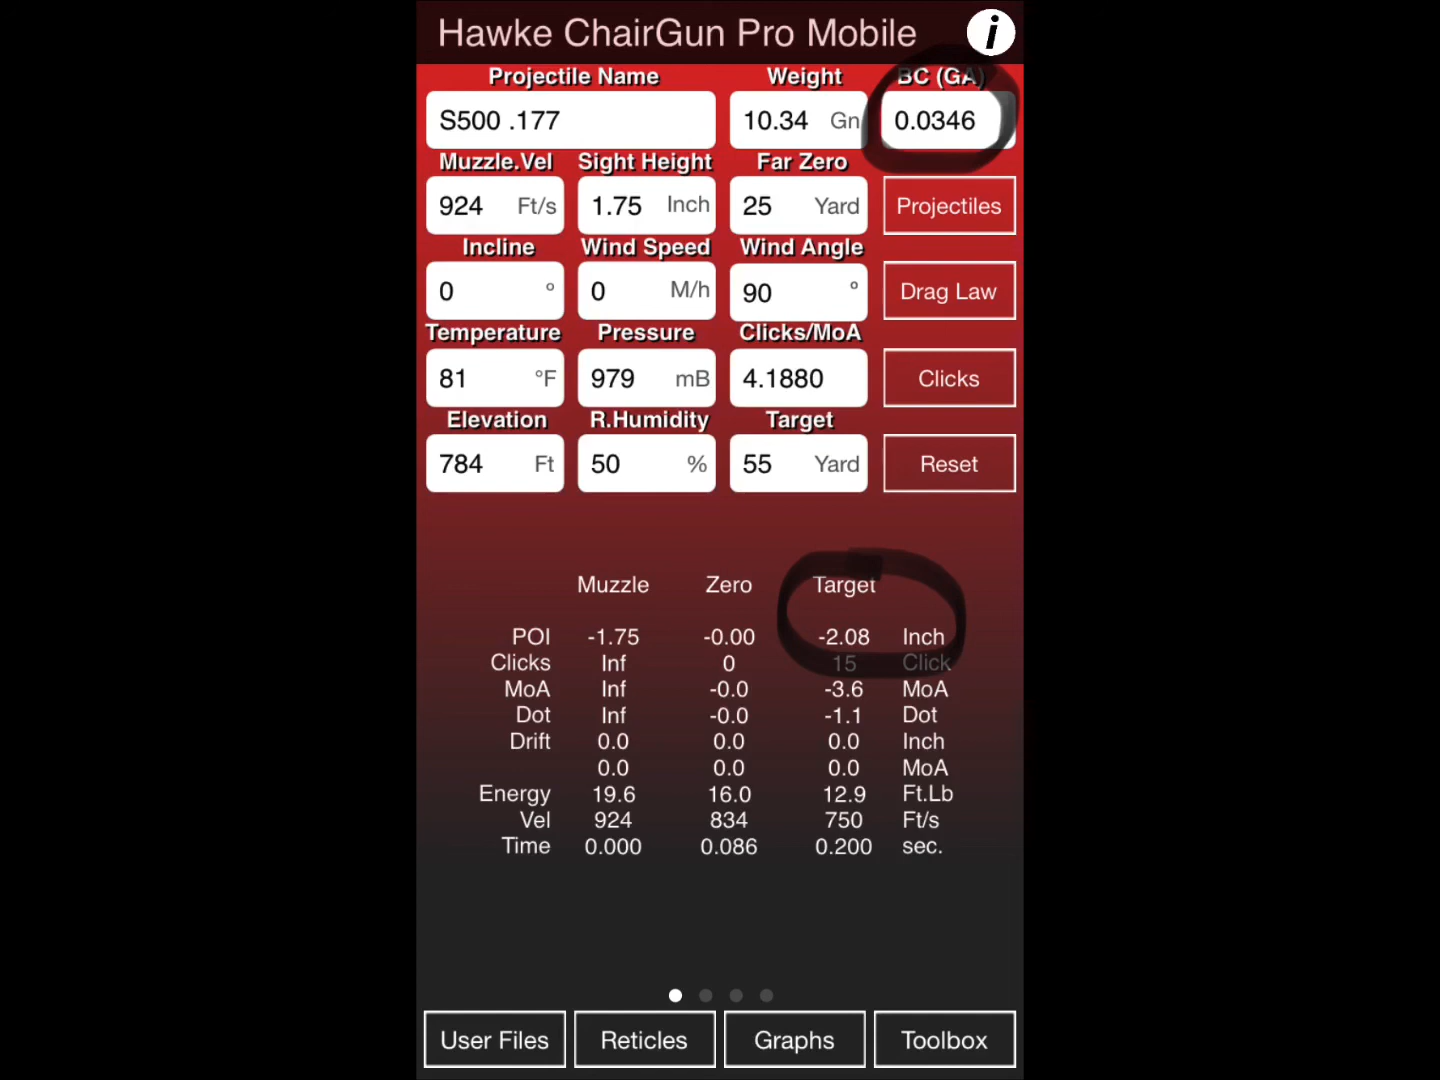 Hawke ChairGun Pro Mobile i
Projectile Name Weight BC (GA)
S500 .177 10.34 Gn 0.0346
Muzzle.Vel Sight Height Far Zero
924 Ft/s 1.75 Inch 25 Yard Projectiles
Incline Wind Speed Wind Angle
0 ° 0 M/h 90 ° Drag Law
Temperature Pressure Clicks/MoA
81 °F 979 mB 4.1880 Clicks
Elevation R.Humidity Target
784 Ft 50 % 55 Yard Reset
Muzzle Zero Target
POI -1.75 -0.00 -2.08 Inch
Clicks Inf 0 15 Click
MoA Inf -0.0 -3.6 MoA
Dot Inf -0.0 -1.1 Dot
Drift 0.0 0.0 0.0 Inch
0.0 0.0 0.0 MoA
Energy 19.6 16.0 12.9 Ft.Lb
Vel 924 834 750 Ft/s
Time 0.000 0.086 0.200 sec.
User Files Reticles Graphs Toolbox